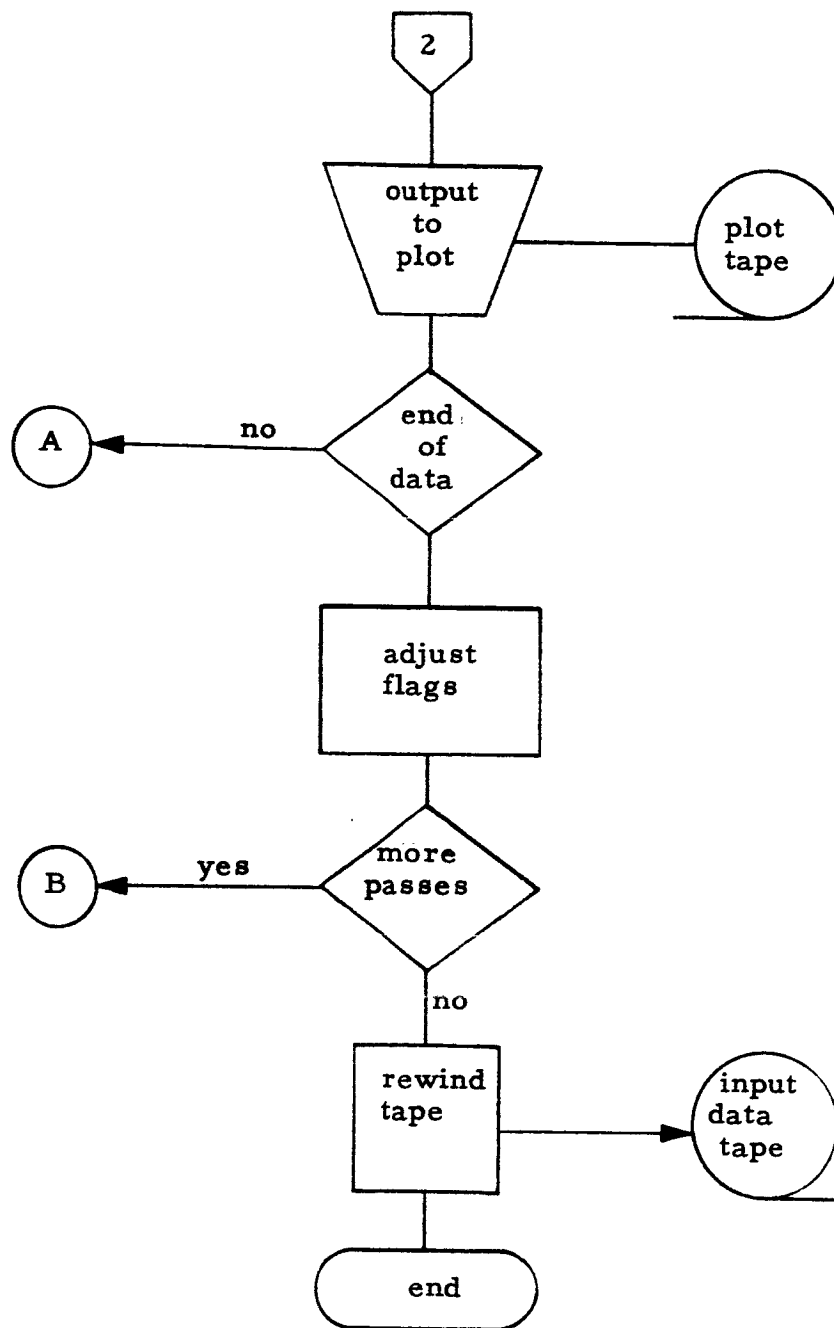 2
output
to
plot
plot
tape
A
no
end
of
data
adjust
flags
B
yes
more
passes
no
rewind
tape
input
data
tape
end